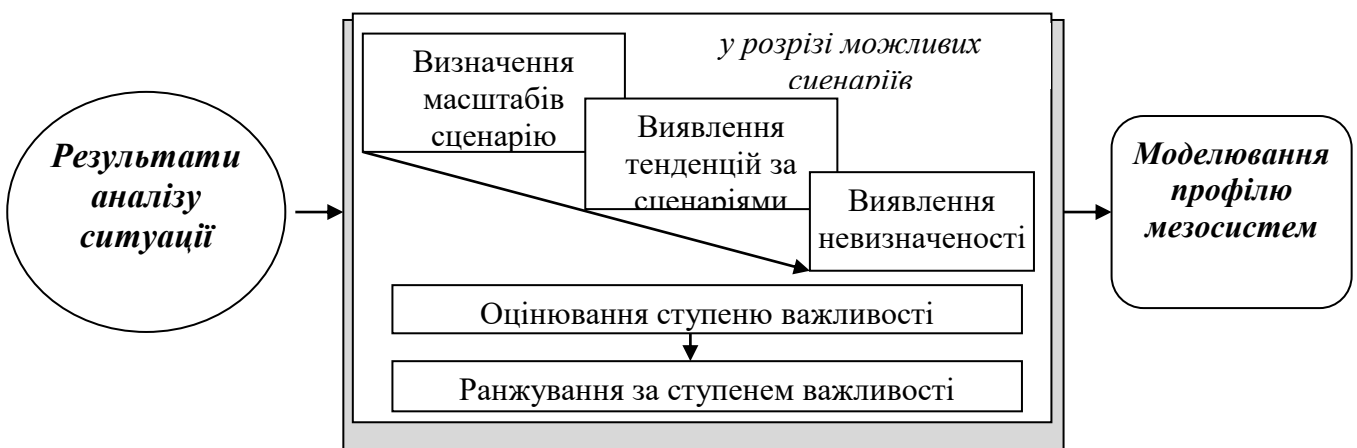 Результати
аналізу
ситуації
у розрізі можливих
сценаріїв
Визначення
масштабів
сценарію
Виявлення
тенденцій за
сценаріями
Виявлення
невизначеності
Оцінювання ступеню важливості
Ранжування за ступенем важливості
Моделювання
профілю
мезосистем